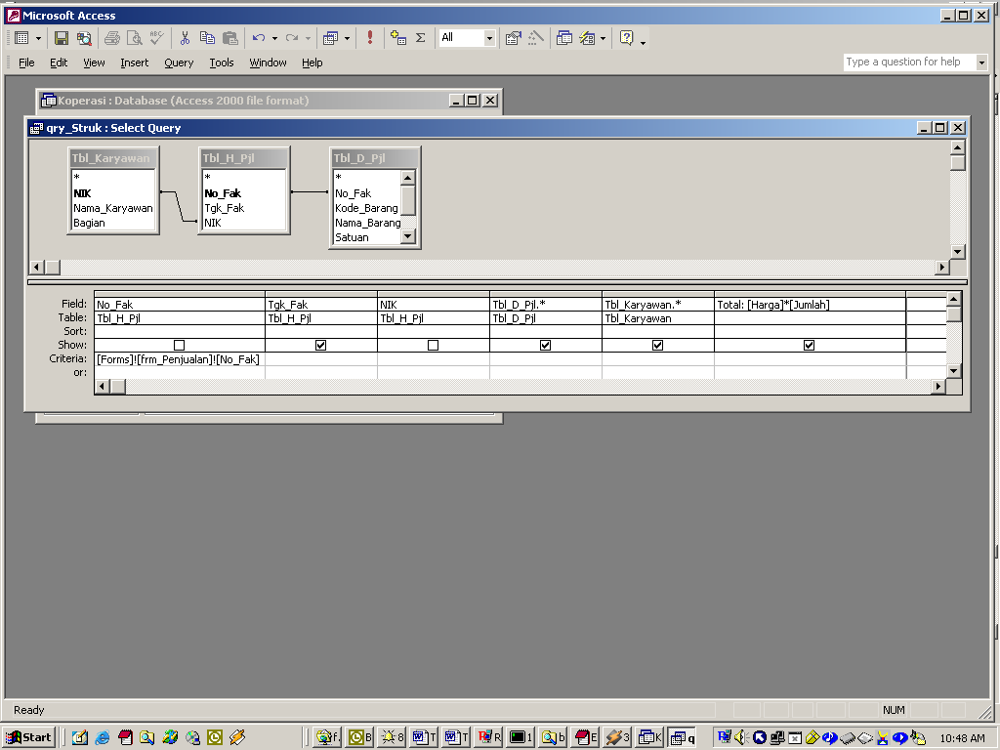 Microsoft Access
All
File Edit View Insert Query Tools Window Help
Type a question for help
Koperasi : Database (Access 2000 file format)
qry_Struk : Select Query
Tbl_Karyawan
*
NIK
Nama_Karyawan
Bagian
Tbl_H_Pjl
*
No_Fak
Tgk_Fak
NIK
Tbl_D_Pjl
*
No_Fak
Kode_Barang
Nama_Barang
Satuan
Field: No_Fak Tgk_Fak NIK Tbl_D_Pjl.* Tbl_Karyawan.* Total: [Harga]*[Jumlah]
Table: Tbl_H_Pjl Tbl_H_Pjl Tbl_H_Pjl Tbl_D_Pjl Tbl_Karyawan
Sort:
Show:
Criteria: [Forms]![frm_Penjualan]![No_Fak]
or:
Ready
NUM
Start
f. B 8 T T R 1 b E 3 K q
10:48 AM